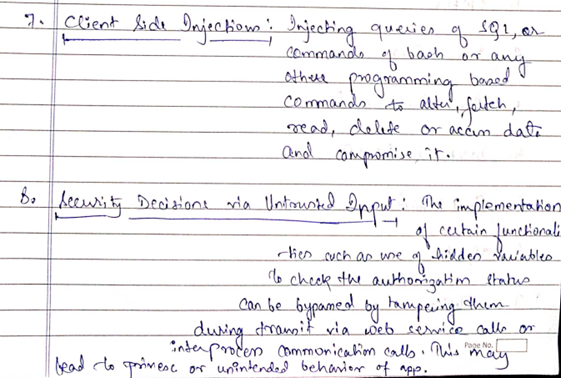 7. Client Side Injections: Injecting queries of SQL, or
commands of bash or any
other programming based
commands to alter, fetch,
read, delete or access data
and compromise it.
8. Security Decisions via Untrusted Input: The implementation
of certain functionali
-ties such as use of hidden variables
to check the authorization status
can be bypassed by tampering them
during transit via web service calls or
interprocess communication calls. This may
Page No.
lead to or unintended behavior of app.